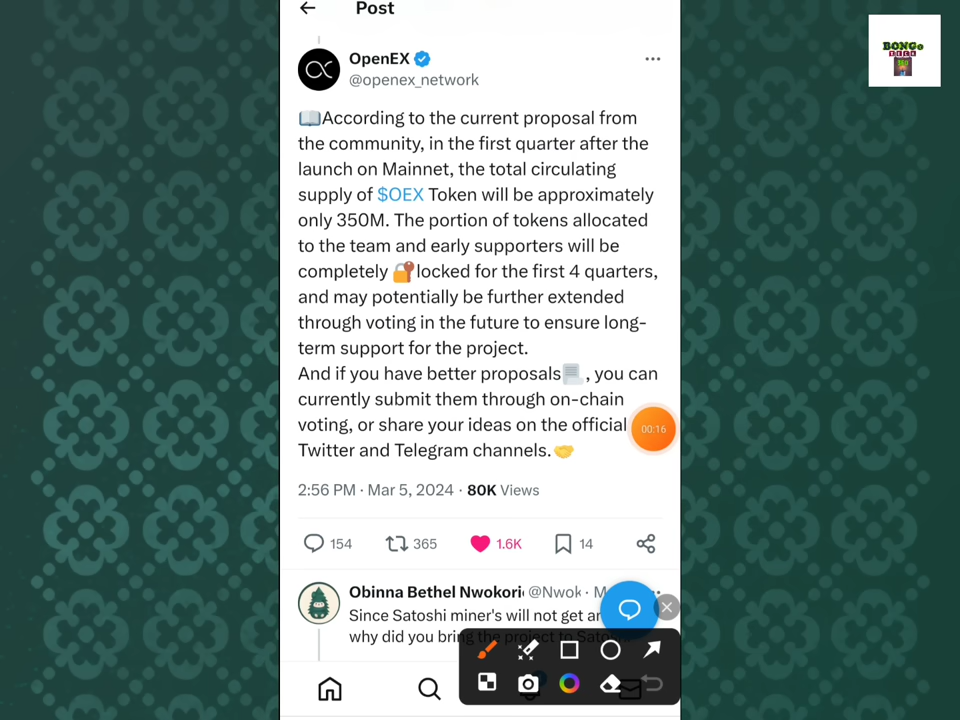 Post
BONGO
TECH
360
OpenEX
@openex_network
📖According to the current proposal from
the community, in the first quarter after the
launch on Mainnet, the total circulating
supply of $OEX Token will be approximately
only 350M. The portion of tokens allocated
to the team and early supporters will be
completely 🔐locked for the first 4 quarters,
and may potentially be further extended
through voting in the future to ensure long-
term support for the project.
And if you have better proposals📃, you can
currently submit them through on-chain
voting, or share your ideas on the official
Twitter and Telegram channels.🤝
00:16
2:56 PM · Mar 5, 2024 · 80K Views
154 365 1.6K 14
Obinna Bethel Nwokori @Nwok · M
Since Satoshi miner's will not get
why did you bring the project to